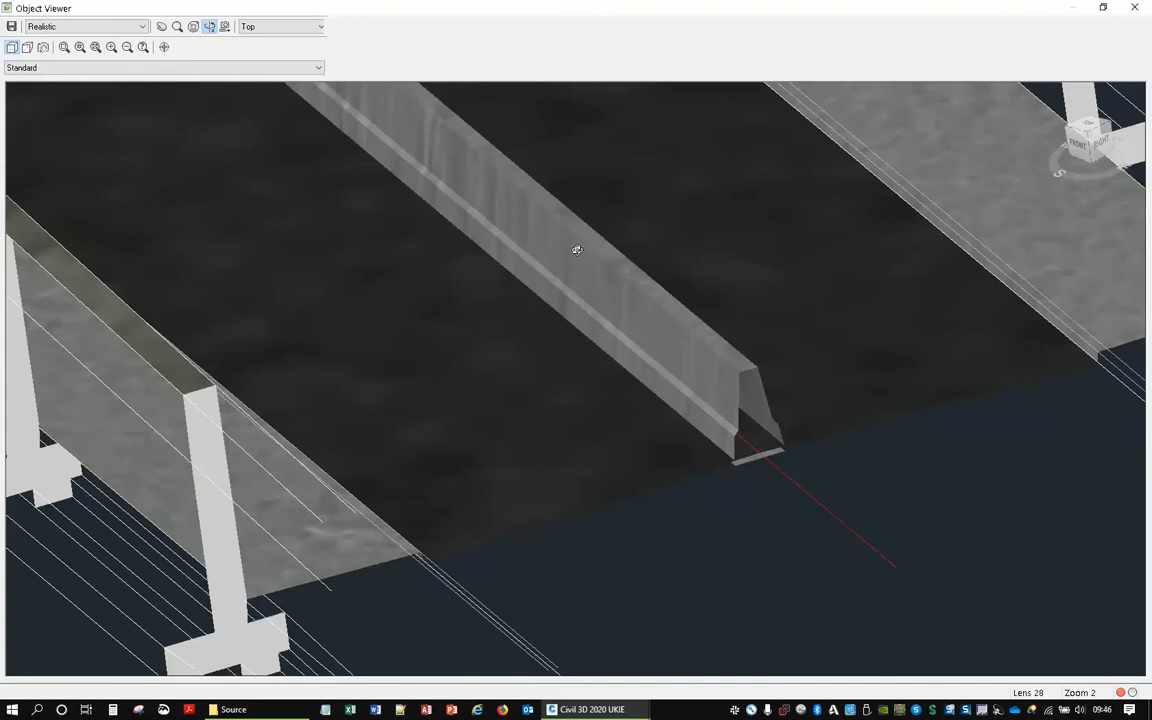 Object Viewer
Realistic
Top
Standard
FRONT
RIGHT
S
Lens 28
Zoom 2
Source
Civil 3D 2020 UKIE
09:46